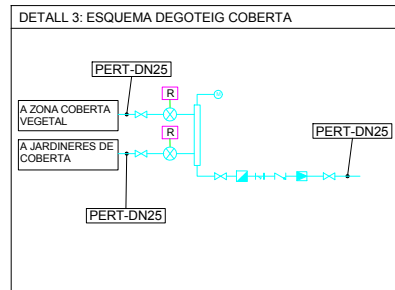 DETALL 3: ESQUEMA DEGOTEIG COBERTA
PERT-DN25
R
A ZONA COBERTA
VEGETAL
R
A JARDINERES DE
COBERTA
PERT-DN25
PERT-DN25